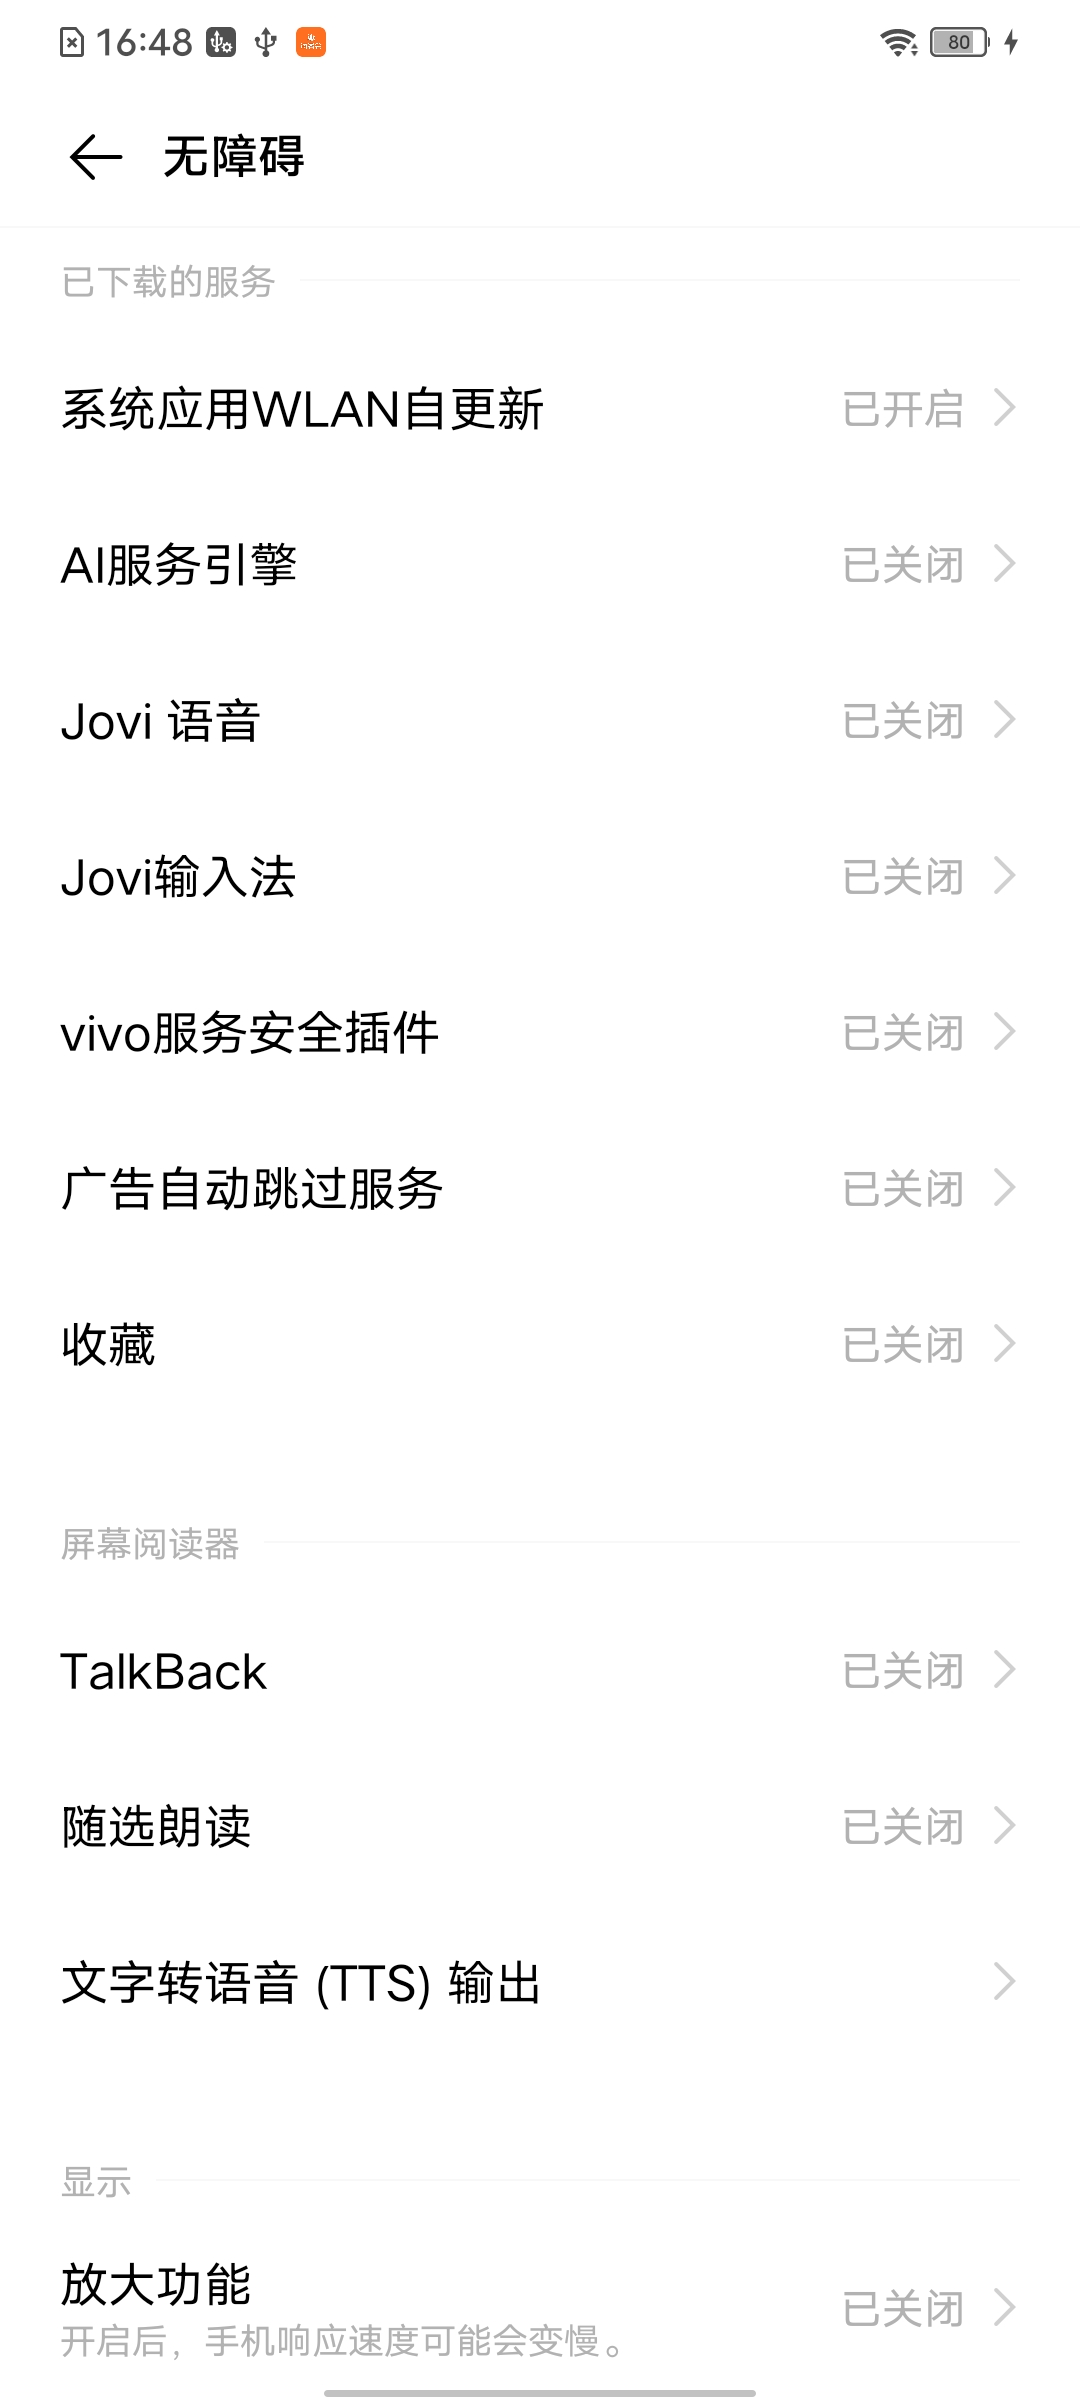 16:48
80
无障碍
已下载的服务
系统应用WLAN自更新 已开启
AI服务引擎 已关闭
Jovi 语音 已关闭
Jovi输入法 已关闭
vivo服务安全插件 已关闭
广告自动跳过服务 已关闭
收藏 已关闭
屏幕阅读器
TalkBack 已关闭
随选朗读 已关闭
文字转语音 (TTS) 输出
显示
放大功能 已关闭
开启后，手机响应速度可能会变慢。